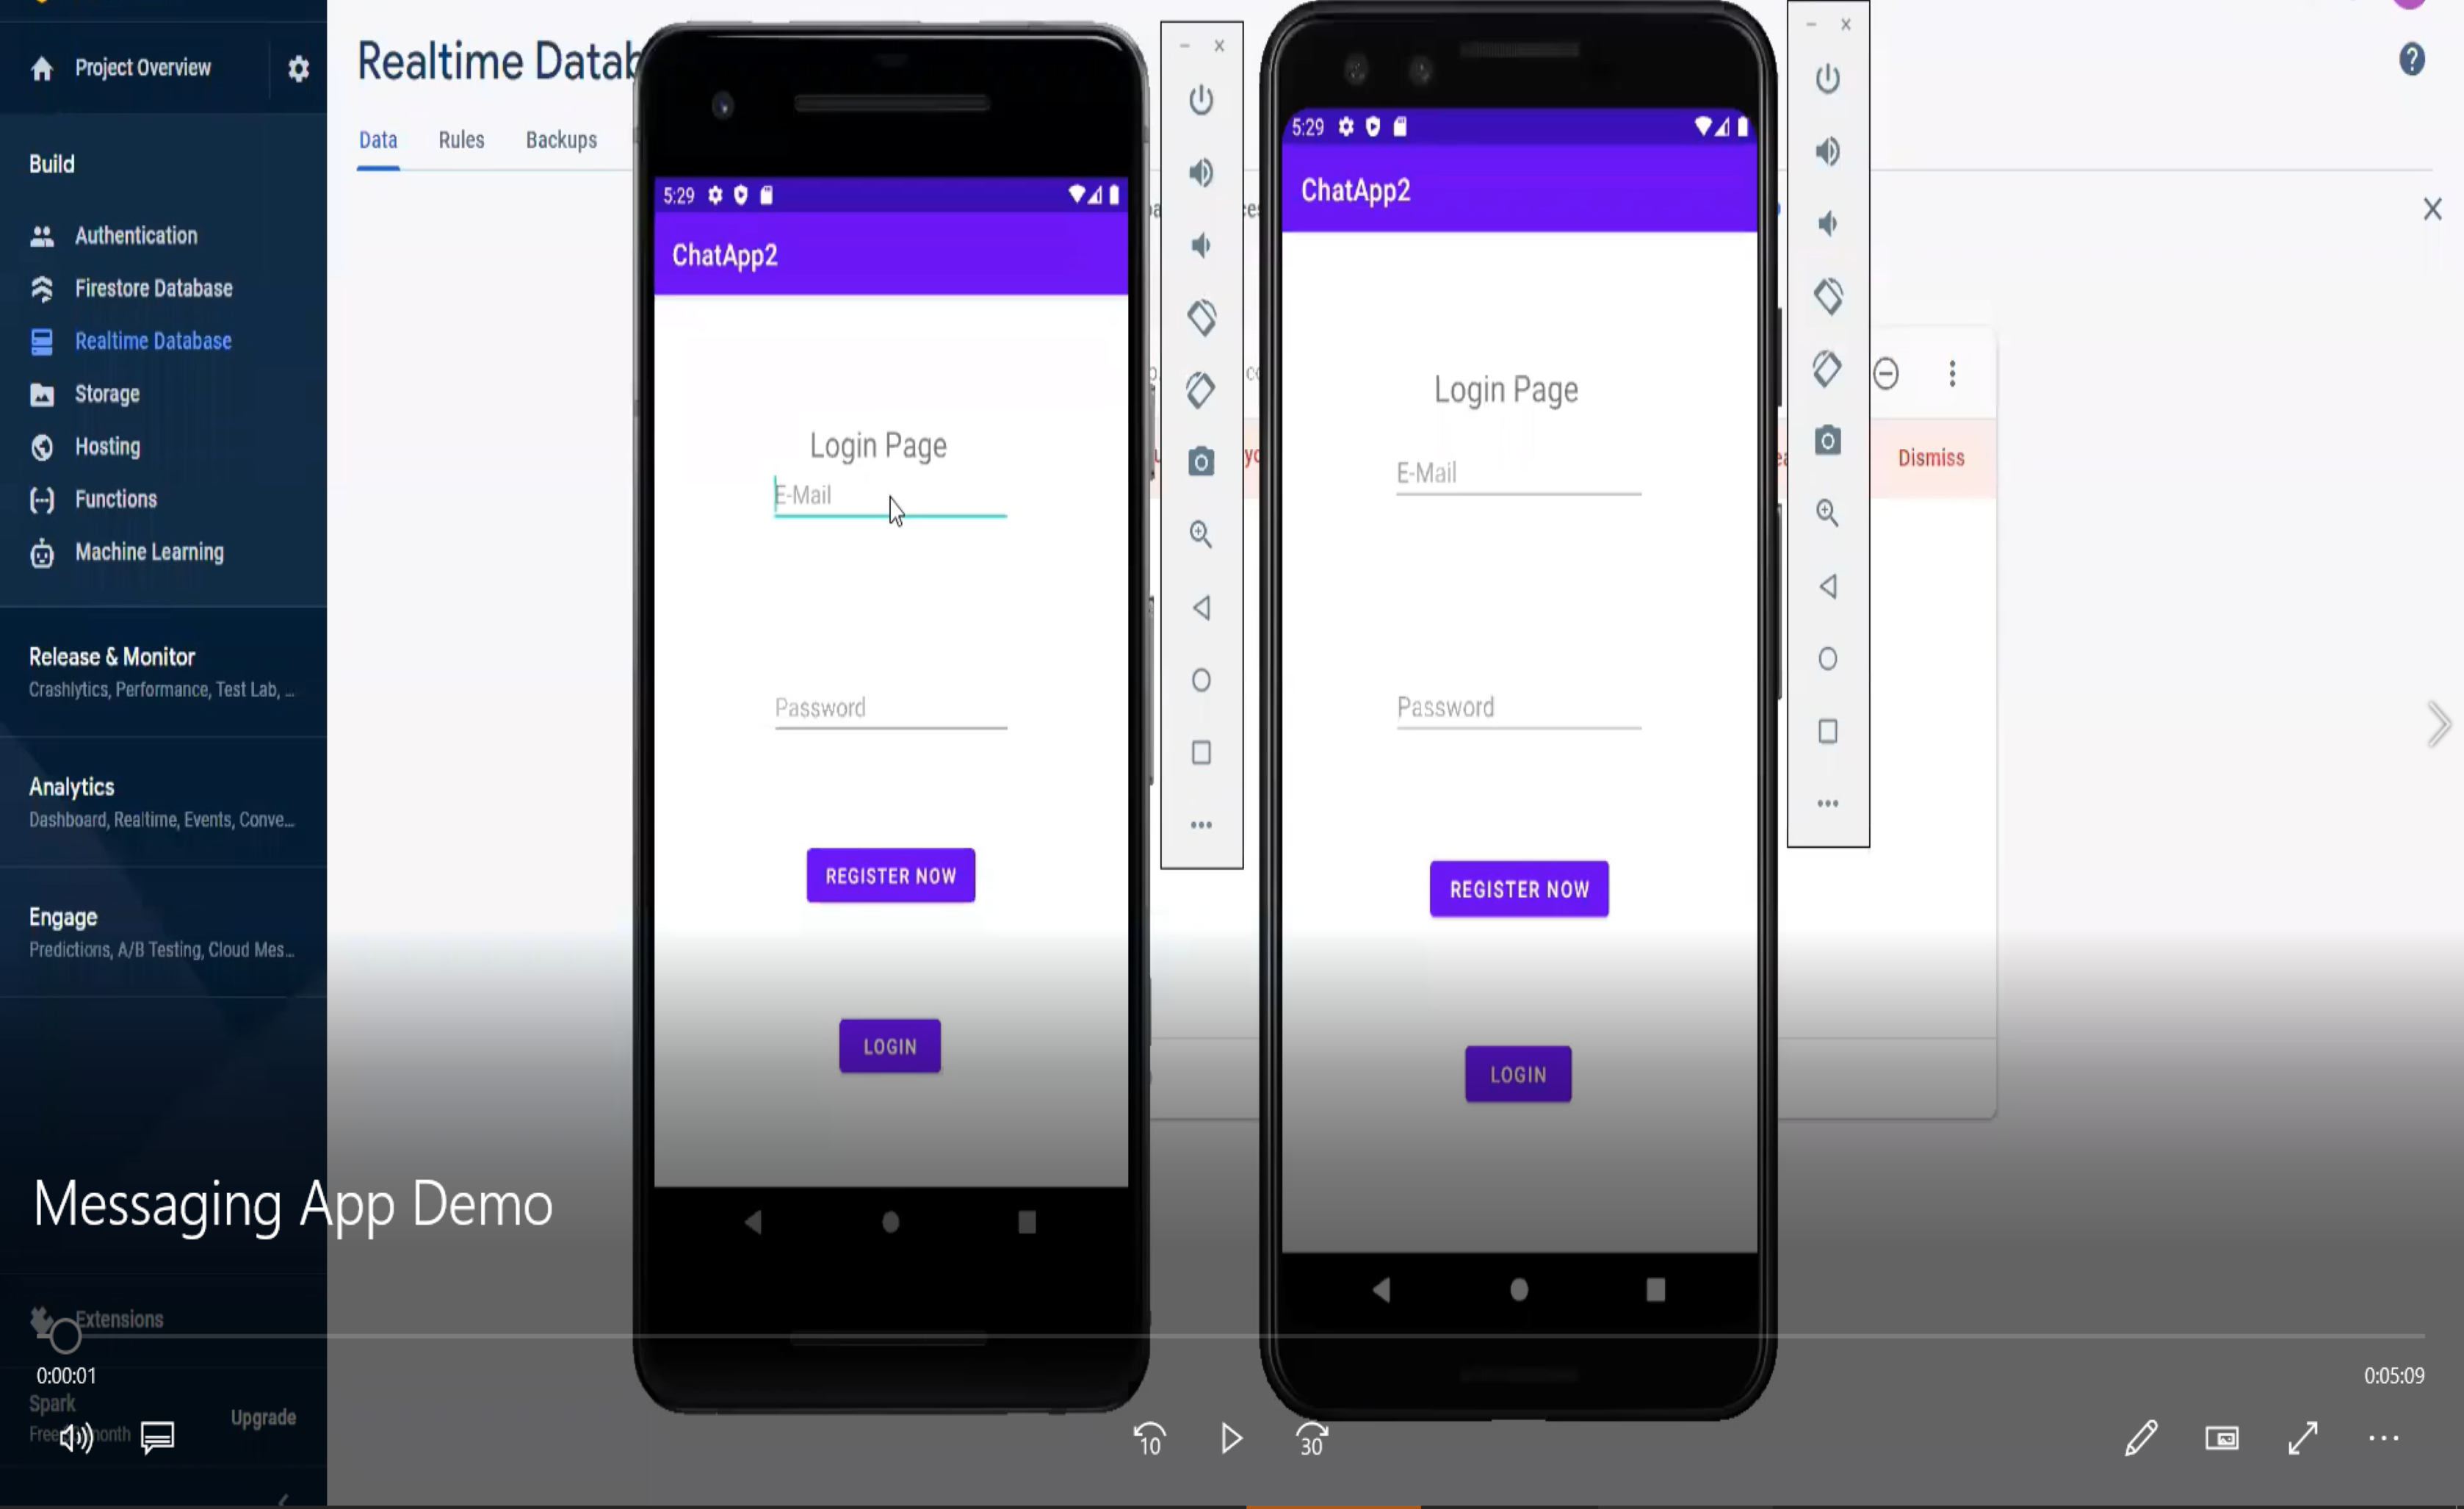 Project Overview
Build
Authentication
Firestore Database
Realtime Database
Storage
Hosting
Functions
Machine Learning
Release & Monitor
Crashlytics, Performance, Test Lab, ...
Analytics
Dashboard, Realtime, Events, Conve...
Engage
Predictions, A/B Testing, Cloud Mes...
Extensions
Spark
Upgrade
Realtime Datab
Data Rules Backups
Dismiss
5:29
ChatApp2
Login Page
E-Mail
Password
REGISTER NOW
LOGIN
5:29
ChatApp2
Login Page
E-Mail
Password
REGISTER NOW
LOGIN
Messaging App Demo
0:00:01
0:05:09
10
30